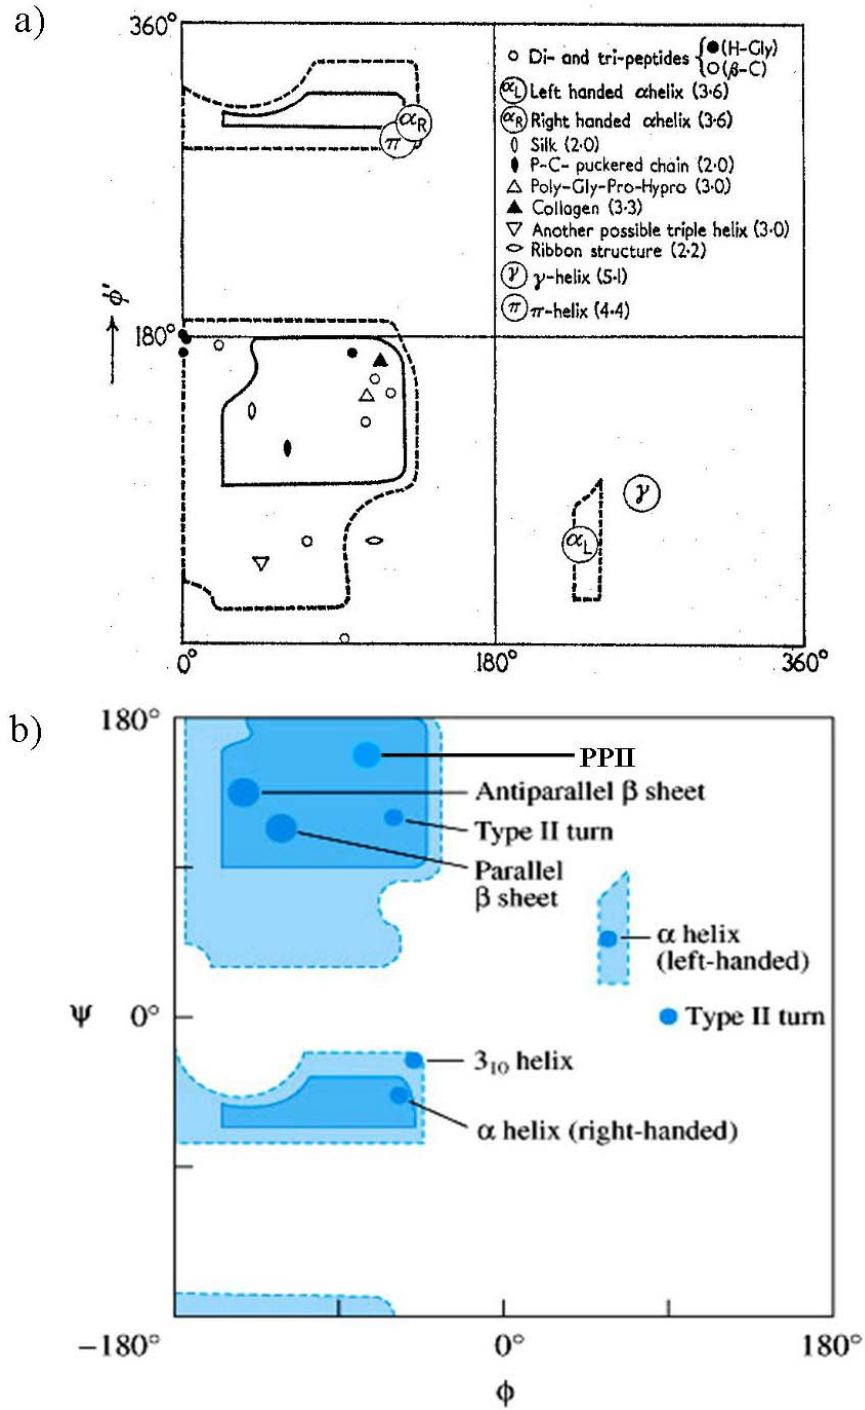 a)
360°
Di- and tri-peptides { (H-Gly)
(β-C)
αL Left handed αhelix (3·6)
αR Right handed αhelix (3·6)
Silk (2·0)
P-C- puckered chain (2·0)
Poly-Gly-Pro-Hypro (3·0)
Collagen (3·3)
Another possible triple helix (3·0)
Ribbon structure (2·2)
γ γ-helix (5·1)
π π-helix (4·4)
αR
π
ϕ'
180°
γ
αL
0°
180°
360°
b)
180°
PPII
Antiparallel β sheet
Type II turn
Parallel
β sheet
α helix
(left-handed)
ψ
0°
Type II turn
3₁₀ helix
α helix (right-handed)
−180°
0°
180°
ϕ